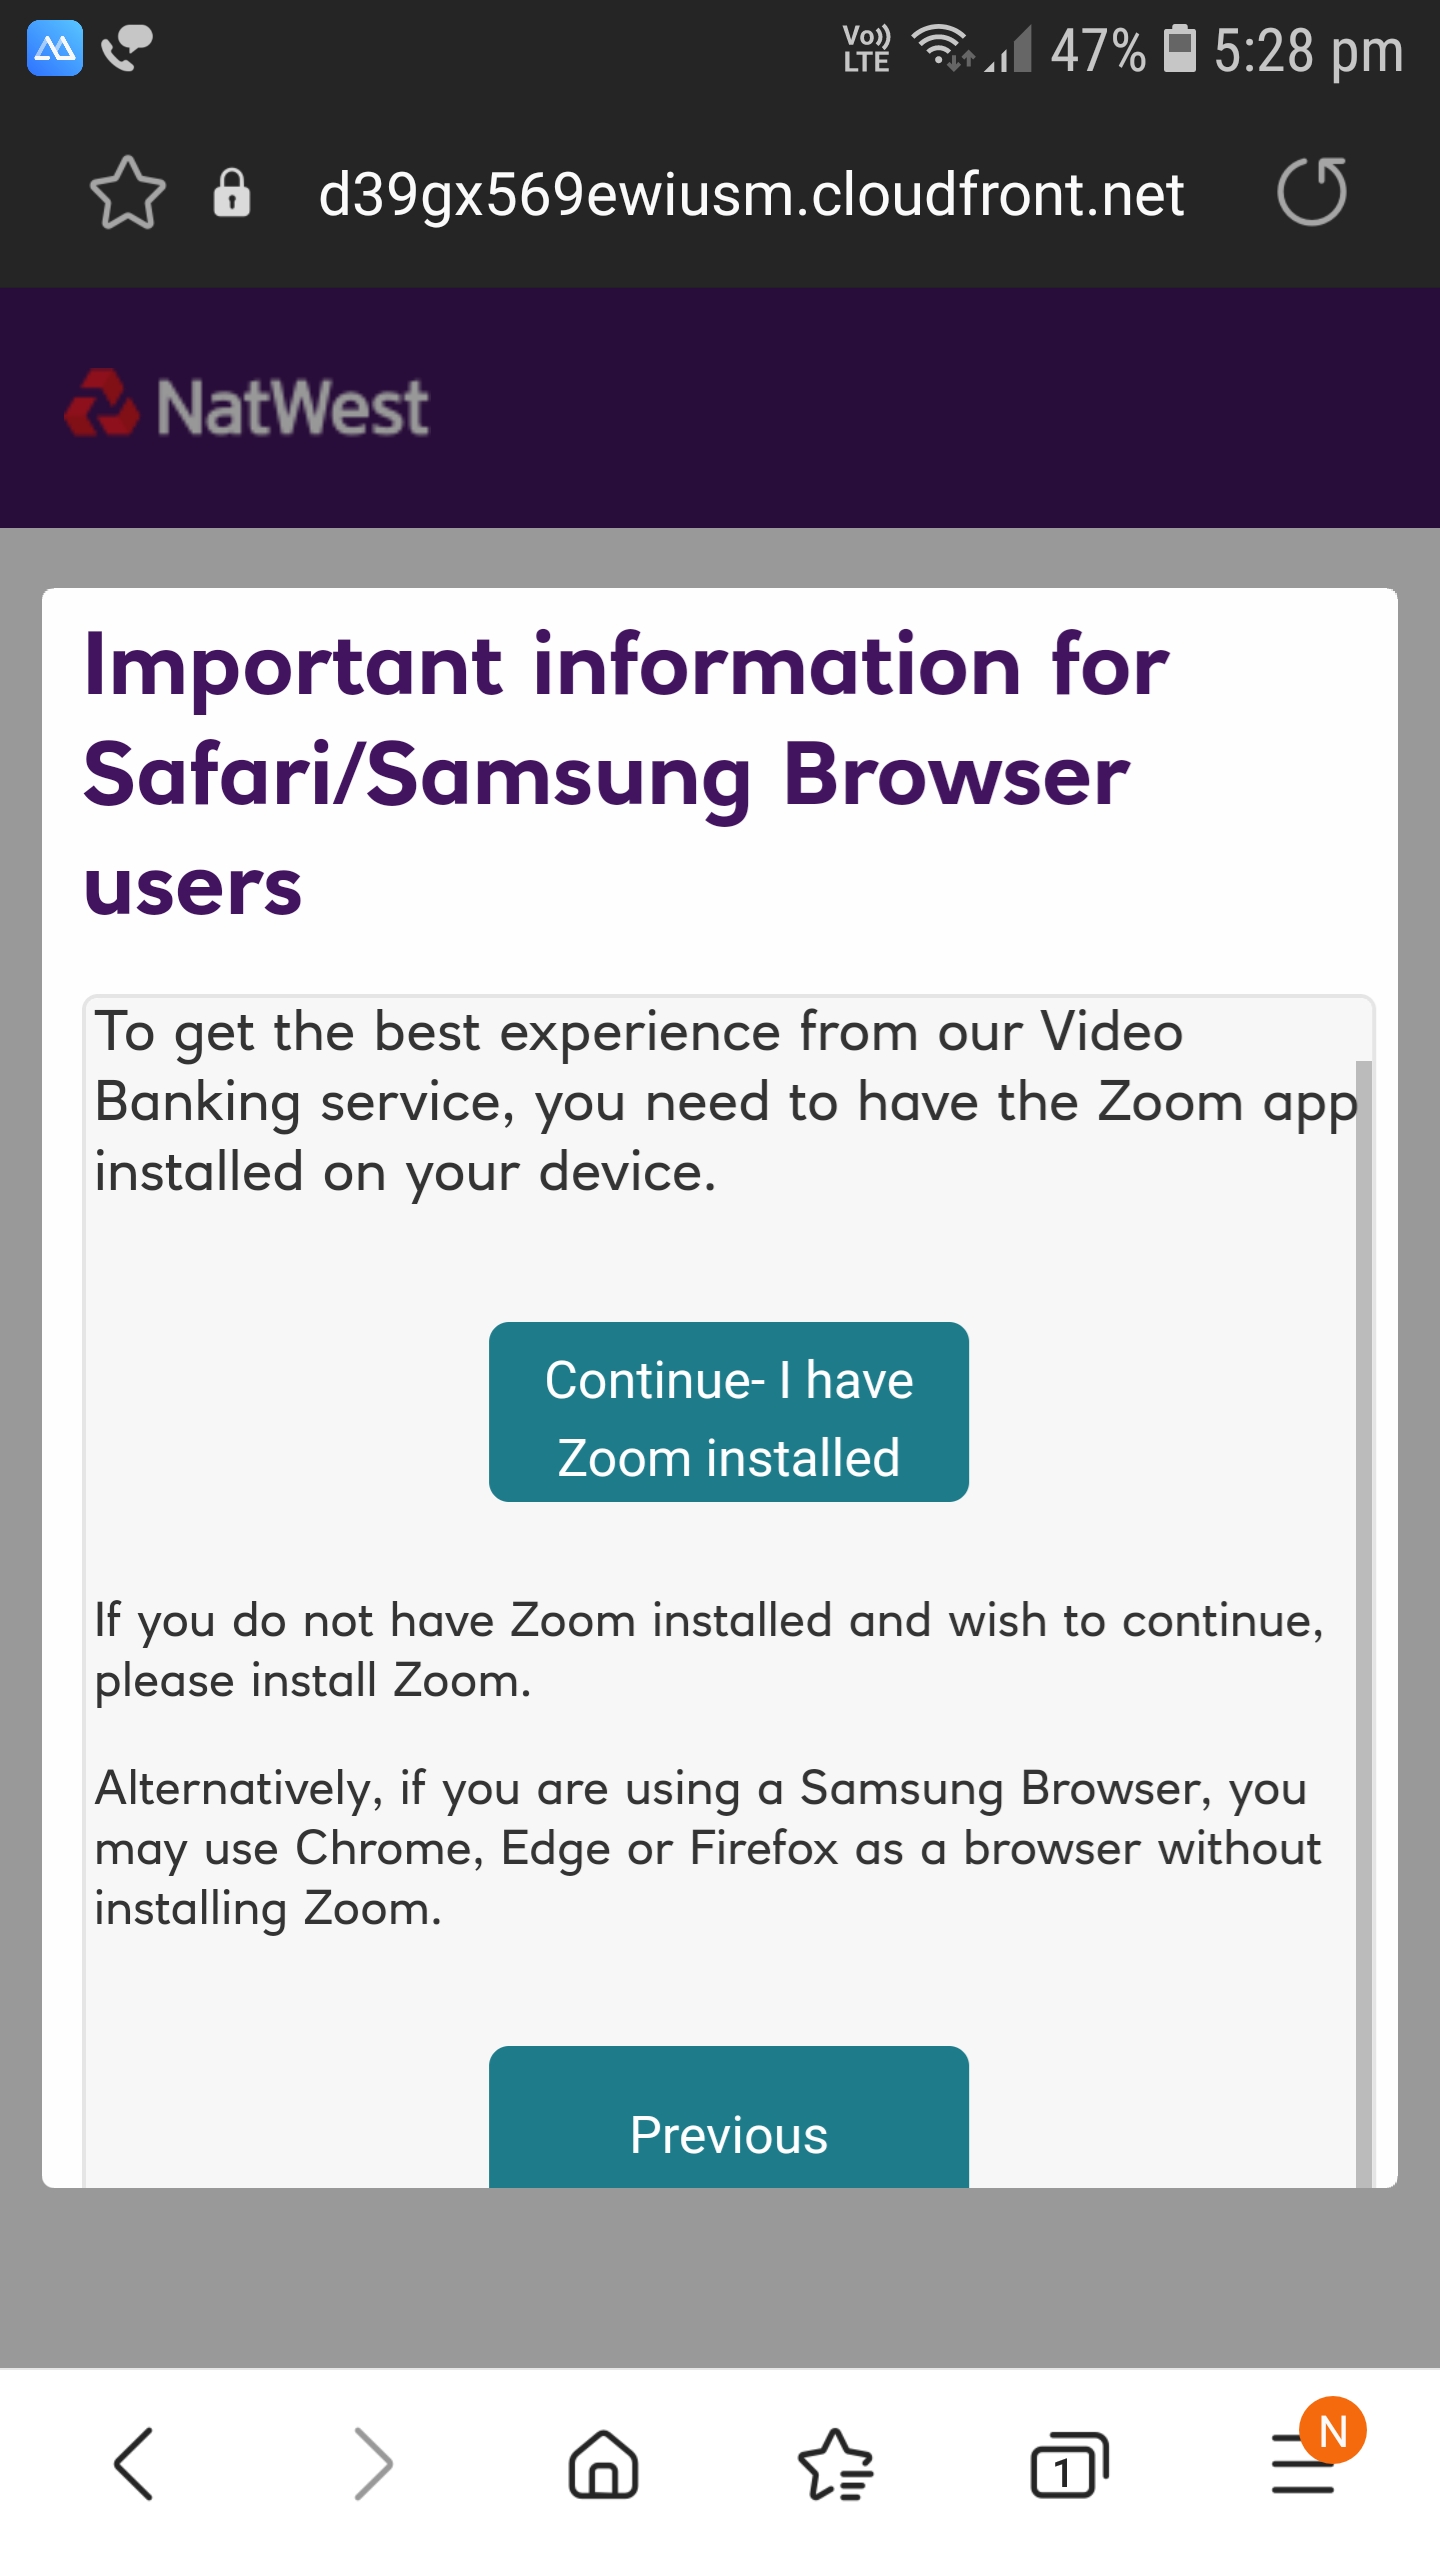 Vo)) LTE 47% 5:28 pm
d39gx569ewiusm.cloudfront.net
NatWest
Important information for
Safari/Samsung Browser
users
To get the best experience from our Video
Banking service, you need to have the Zoom app
installed on your device.
Continue- I have
Zoom installed
If you do not have Zoom installed and wish to continue,
please install Zoom.
Alternatively, if you are using a Samsung Browser, you
may use Chrome, Edge or Firefox as a browser without
installing Zoom.
Previous
1 N